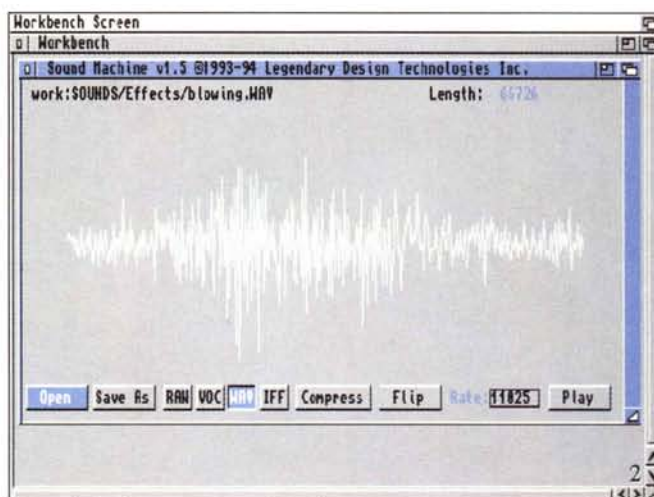 Workbench Screen
Workbench
Sound Machine v1.5 ©1993-94 Legendary Design Technologies Inc.
work:SOUNDS/Effects/blowing.WAV Length: 66726
Open Save As RAW VOC WAV IFF Compress Flip Rate: 11025 Play
2